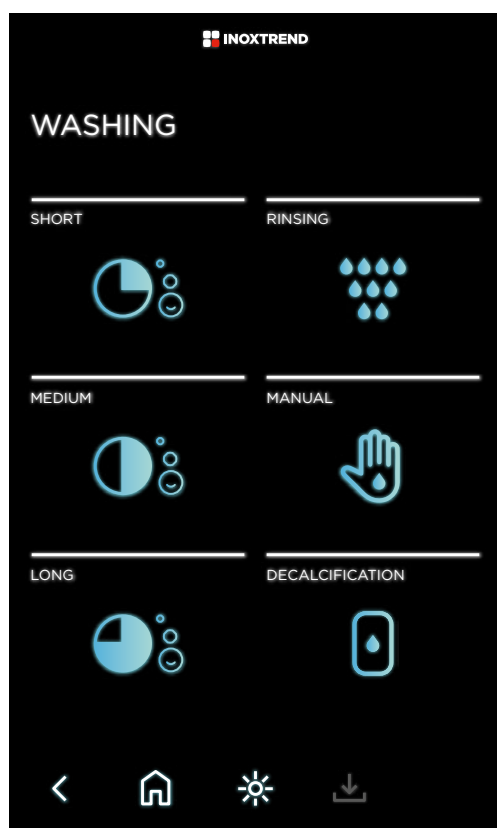 INOXTREND
WASHING
SHORT
RINSING
MEDIUM
MANUAL
LONG
DECALCIFICATION